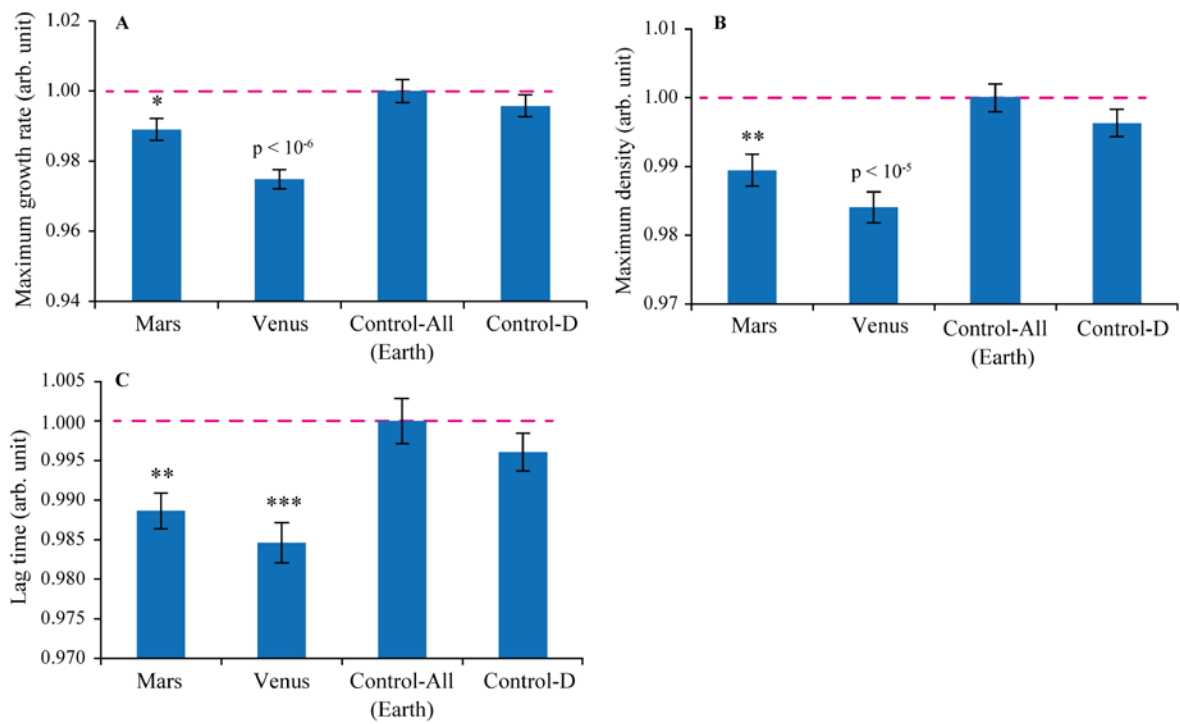 A
Maximum growth rate (arb. unit)
1.02
1.00
0.98
0.96
0.94
*
p < 10⁻⁶
Mars
Venus
Control-All
(Earth)
Control-D
B
Maximum density (arb. unit)
1.01
1.00
0.99
0.98
0.97
**
p < 10⁻⁵
Mars
Venus
Control-All
(Earth)
Control-D
C
Lag time (arb. unit)
1.005
1.000
0.995
0.990
0.985
0.980
0.975
0.970
**
***
Mars
Venus
Control-All
(Earth)
Control-D